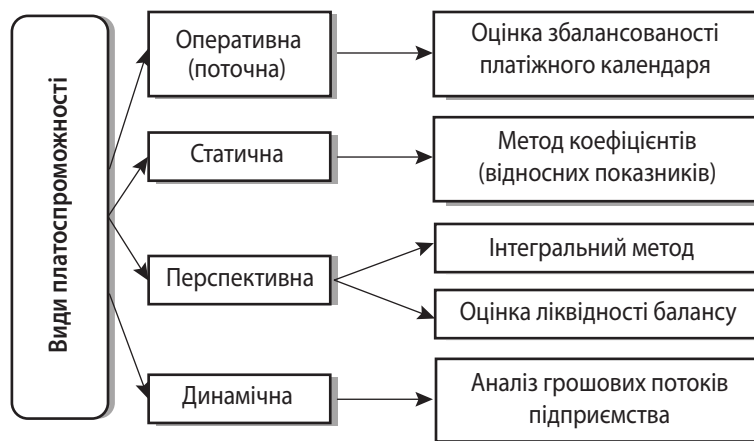 Види платоспроможності
Оперативна
(поточна)
Оцінка збалансованості
платіжного календаря
Статична
Метод коефіцієнтів
(відносних показників)
Перспективна
Інтегральний метод
Оцінка ліквідності балансу
Динамічна
Аналіз грошових потоків
підприємства